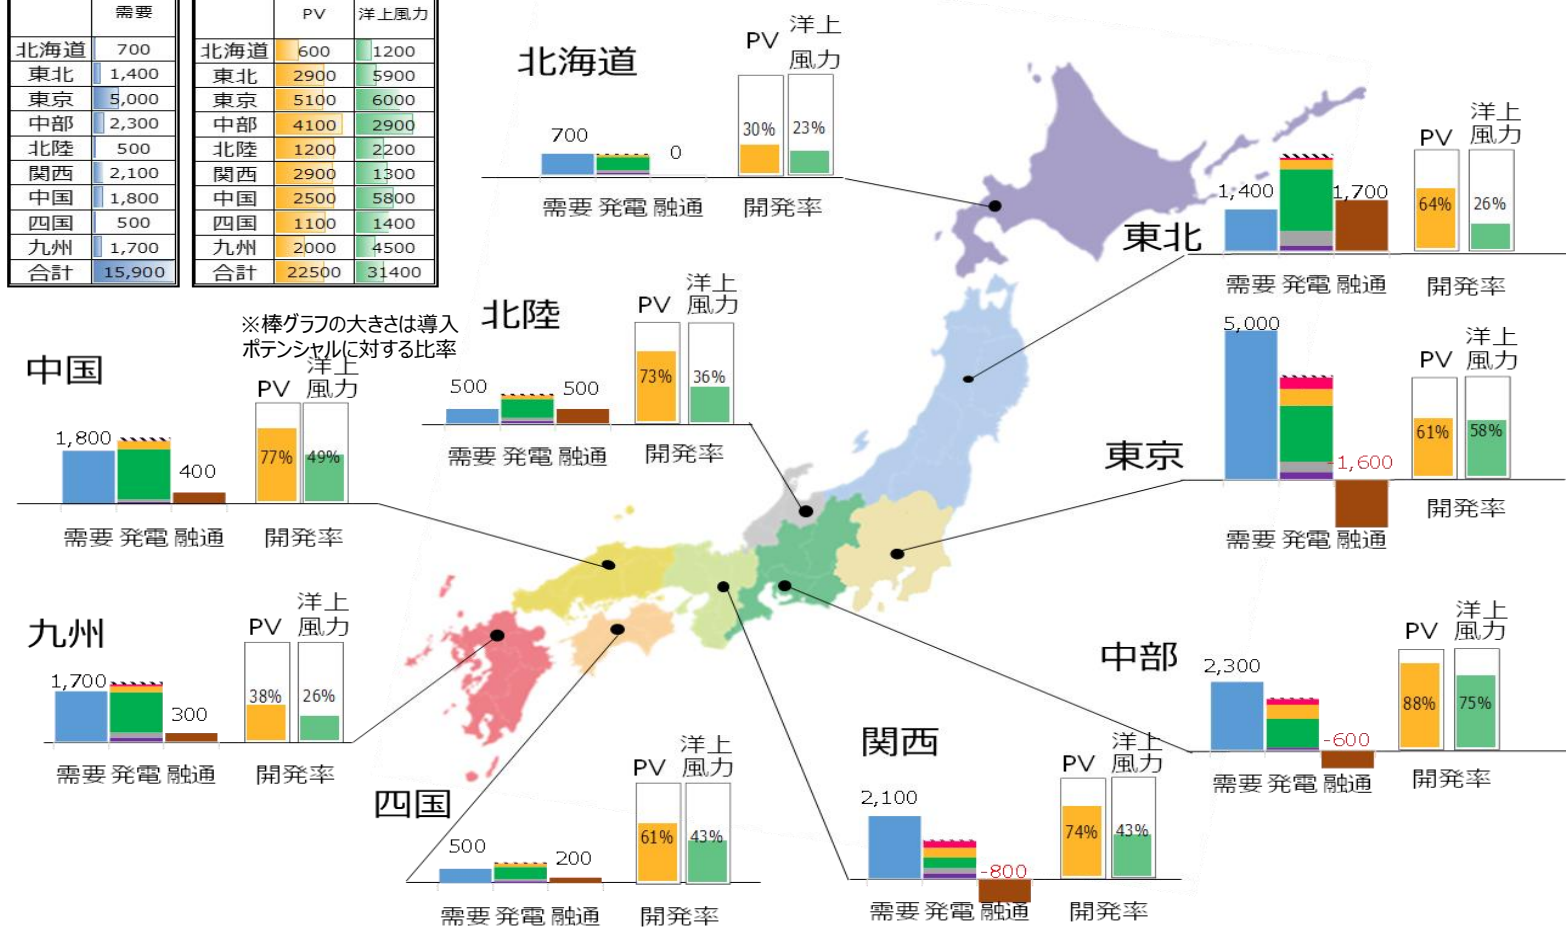 需要
北海道 700
東北 1,400
東京 5,000
中部 2,300
北陸 500
関西 2,100
中国 1,800
四国 500
九州 1,700
合計 15,900
PV 洋上風力
北海道 600 1200
東北 2900 5900
東京 5100 6000
中部 4100 2900
北陸 1200 2200
関西 2900 1300
中国 2500 5800
四国 1100 1400
九州 2000 4500
合計 22500 31400
※棒グラフの大きさは導入
ポテンシャルに対する比率
北海道
700
0
需要 発電 融通
PV
洋上
風力
30%
23%
開発率
東北
1,400
1,700
需要 発電 融通
PV
洋上
風力
64%
26%
開発率
北陸
500
500
需要 発電 融通
PV
洋上
風力
73%
36%
開発率
東京
5,000
-1,600
需要 発電 融通
PV
洋上
風力
61%
58%
開発率
中国
1,800
400
需要 発電 融通
PV
洋上
風力
77%
49%
開発率
九州
1,700
300
需要 発電 融通
PV
洋上
風力
38%
26%
開発率
中部
2,300
-600
需要 発電 融通
PV
洋上
風力
88%
75%
開発率
四国
500
200
需要 発電 融通
PV
洋上
風力
61%
43%
開発率
関西
2,100
-800
需要 発電 融通
PV
洋上
風力
74%
43%
開発率